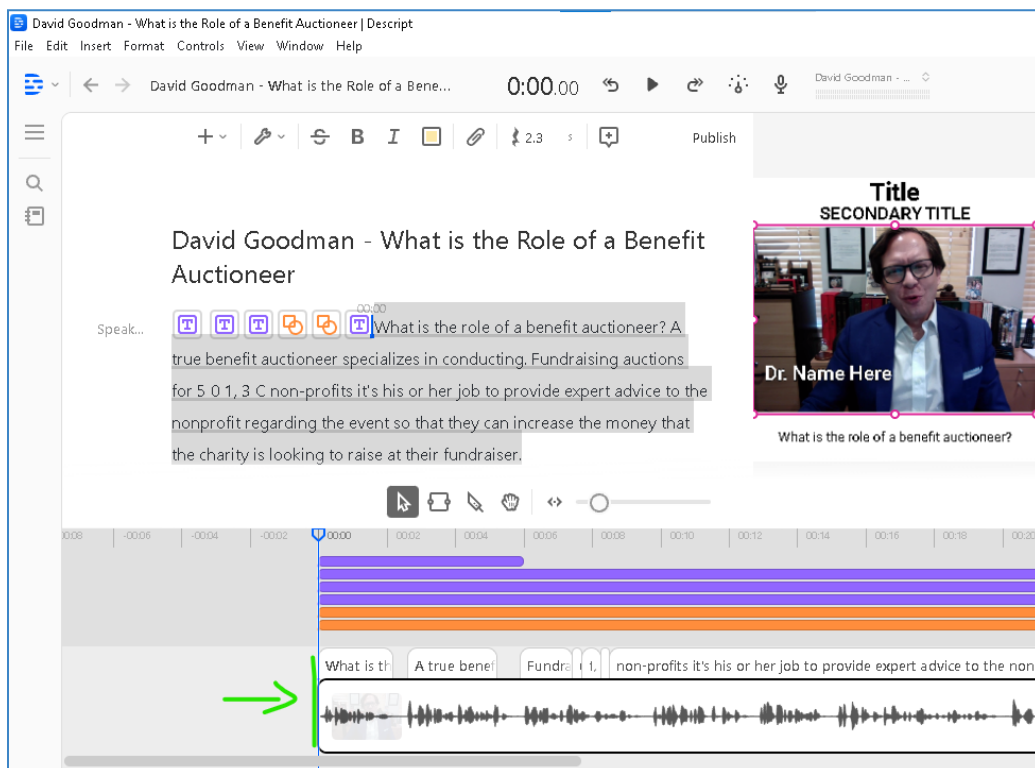 David Goodman - What is the Role of a Benefit Auctioneer | Descript
File Edit Insert Format Controls View Window Help
David Goodman - What is the Role of a Bene...
0:00.00
David Goodman - ...
B I 2.3 s
Publish
Title
SECONDARY TITLE
Dr. Name Here
What is the role of a benefit auctioneer?
David Goodman - What is the Role of a Benefit
Auctioneer
00:00
Speak...
T T T T
What is the role of a benefit auctioneer? A
true benefit auctioneer specializes in conducting. Fundraising auctions
for 5 0 1, 3 C non-profits it's his or her job to provide expert advice to the
nonprofit regarding the event so that they can increase the money that
the charity is looking to raise at their fundraiser.
00:08 -00:06 -00:04 -00:02 00:00 00:02 00:04 00:06 00:08 00:10 00:12 00:14 00:16 00:18 00:20
What is th A true benef Fundra 1, non-profits it's his or her job to provide expert advice to the non